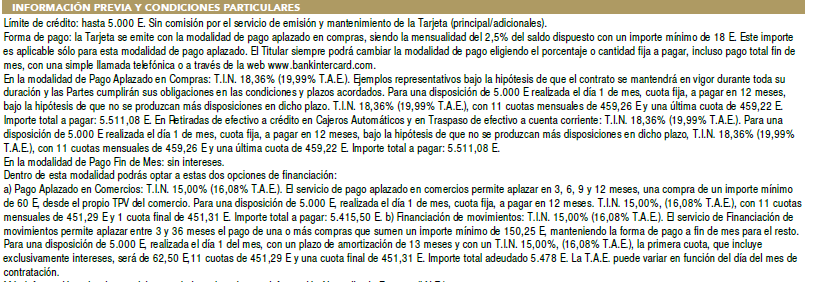 INFORMACIÓN PREVIA Y CONDICIONES PARTICULARES
Límite de crédito: hasta 5.000 E. Sin comisión por el servicio de emisión y mantenimiento de la Tarjeta (principal/adicionales).
Forma de pago: la Tarjeta se emite con la modalidad de pago aplazado en compras, siendo la mensualidad del 2,5% del saldo dispuesto con un importe mínimo de 18 E. Este importe
es aplicable sólo para esta modalidad de pago aplazado. El Titular siempre podrá cambiar la modalidad de pago eligiendo el porcentaje o cantidad fija a pagar, incluso pago total fin de
mes, con una simple llamada telefónica o a través de la web www.bankintercard.com.
En la modalidad de Pago Aplazado en Compras: T.I.N. 18,36% (19,99% T.A.E.). Ejemplos representativos bajo la hipótesis de que el contrato se mantendrá en vigor durante toda su
duración y las Partes cumplirán sus obligaciones en las condiciones y plazos acordados. Para una disposición de 5.000 E realizada el día 1 de mes, cuota fija, a pagar en 12 meses,
bajo la hipótesis de que no se produzcan más disposiciones en dicho plazo. T.I.N. 18,36% (19,99% T.A.E.), con 11 cuotas mensuales de 459,26 E y una última cuota de 459,22 E.
Importe total a pagar: 5.511,08 E. En Retiradas de efectivo a crédito en Cajeros Automáticos y en Traspaso de efectivo a cuenta corriente: T.I.N. 18,36% (19,99% T.A.E.). Para una
disposición de 5.000 E realizada el día 1 de mes, cuota fija, a pagar en 12 meses, bajo la hipótesis de que no se produzcan más disposiciones en dicho plazo, T.I.N. 18,36% (19,99%
T.A.E.), con 11 cuotas mensuales de 459,26 E y una última cuota de 459,22 E. Importe total a pagar: 5.511,08 E.
En la modalidad de Pago Fin de Mes: sin intereses.
Dentro de esta modalidad podrás optar a estas dos opciones de financiación:
a) Pago Aplazado en Comercios: T.I.N. 15,00% (16,08% T.A.E.). El servicio de pago aplazado en comercios permite aplazar en 3, 6, 9 y 12 meses, una compra de un importe mínimo
de 60 E, desde el propio TPV del comercio. Para una disposición de 5.000 E, realizada el día 1 de mes, cuota fija, a pagar en 12 meses. T.I.N. 15,00%, (16,08% T.A.E.), con 11 cuotas
mensuales de 451,29 E y 1 cuota final de 451,31 E. Importe total a pagar: 5.415,50 E. b) Financiación de movimientos: T.I.N. 15,00% (16,08% T.A.E.). El servicio de Financiación de
movimientos permite aplazar entre 3 y 36 meses el pago de una o más compras que sumen un importe mínimo de 150,25 E, manteniendo la forma de pago a fin de mes para el resto.
Para una disposición de 5.000 E, realizada el día 1 del mes, con un plazo de amortización de 13 meses y con un T.I.N. 15,00%, (16,08% T.A.E.), la primera cuota, que incluye
exclusivamente intereses, será de 62,50 E,11 cuotas de 451,29 E y una cuota final de 451,31 E. Importe total adeudado 5.478 E. La T.A.E. puede variar en función del día del mes de
contratación.